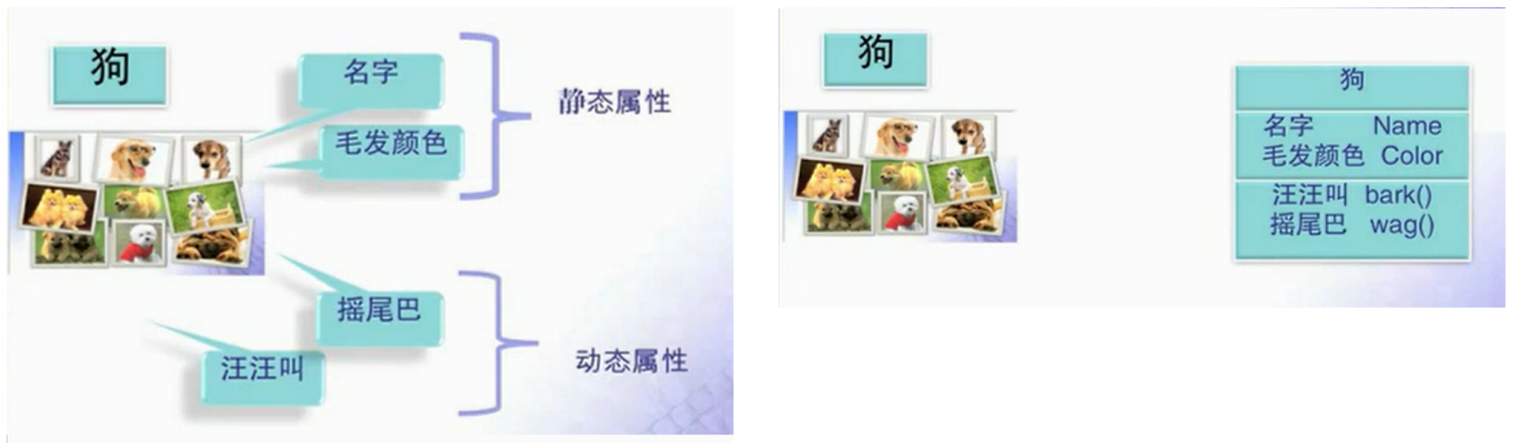 狗
名字
毛发颜色
静态属性
摇尾巴
汪汪叫
动态属性
狗
狗
名字 Name
毛发颜色 Color
汪汪叫 bark()
摇尾巴 wag()